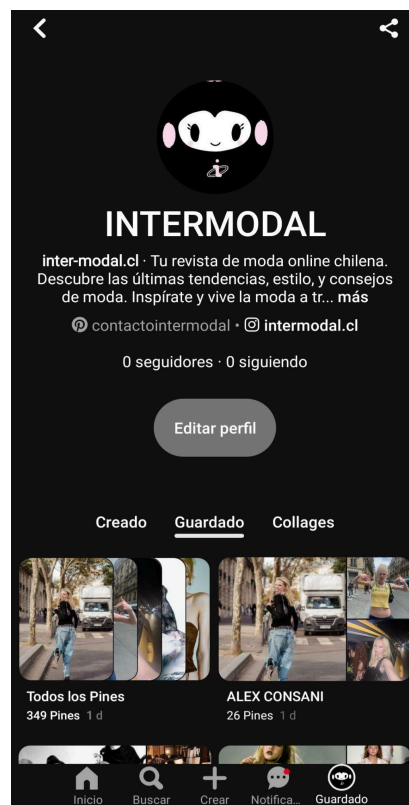 INTERMODAL
inter-modal.cl · Tu revista de moda online chilena.
Descubre las últimas tendencias, estilo, y consejos
de moda. Inspírate y vive la moda a tr... más
contactointermodal • intermodal.cl
0 seguidores · 0 siguiendo
Editar perfil
Creado Guardado Collages
Todos los Pines
349 Pines 1 d
ALEX CONSANI
26 Pines 1 d
Inicio Buscar Crear Notifica... Guardado